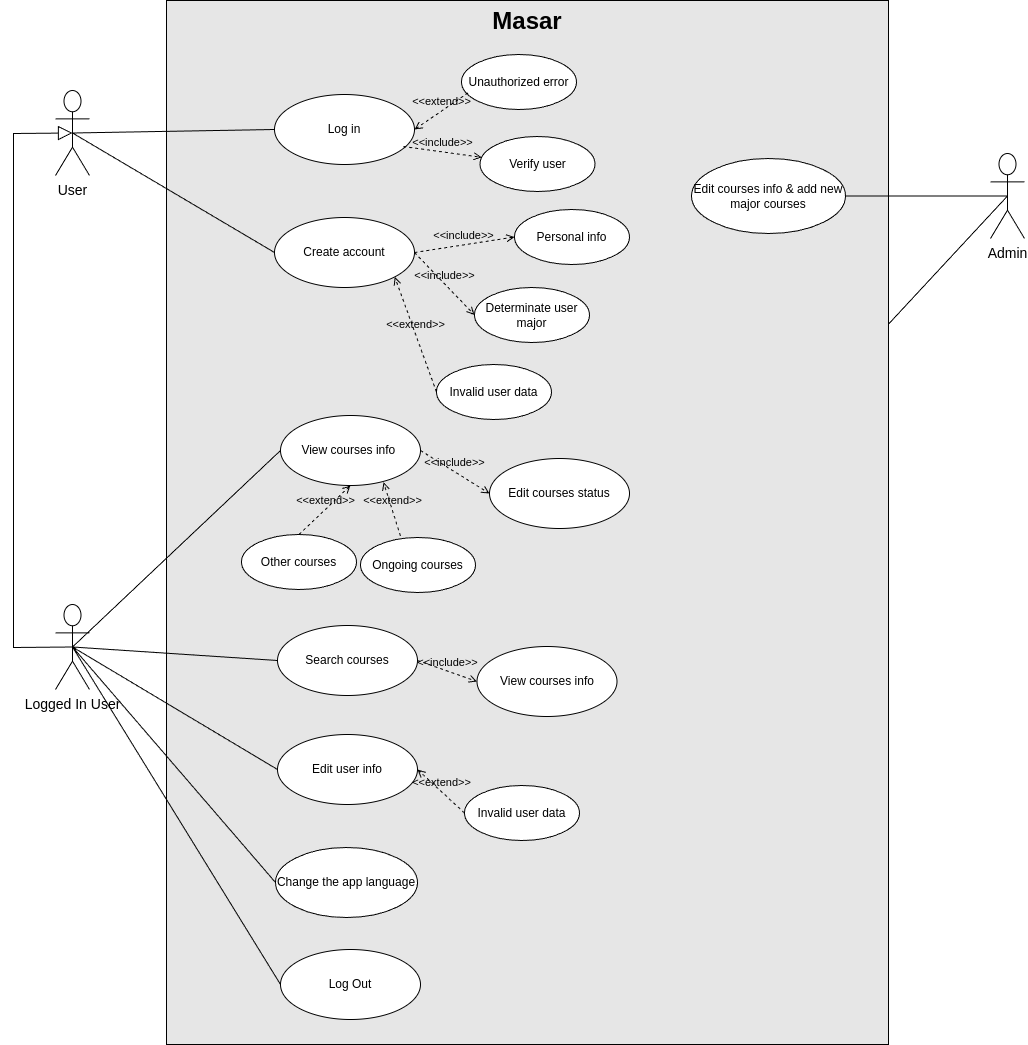 Masar
Unauthorized error
<<extend>>
Log in
<<include>>
Verify user
User
Edit courses info & add new
major courses
Admin
Create account
<<include>>
Personal info
<<include>>
Determinate user
major
<<extend>>
Invalid user data
View courses info
<<include>>
Edit courses status
<<extend>>
<<extend>>
Other courses
Ongoing courses
Logged In User
Search courses
<<include>>
View courses info
Edit user info
<<extend>>
Invalid user data
Change the app language
Log Out